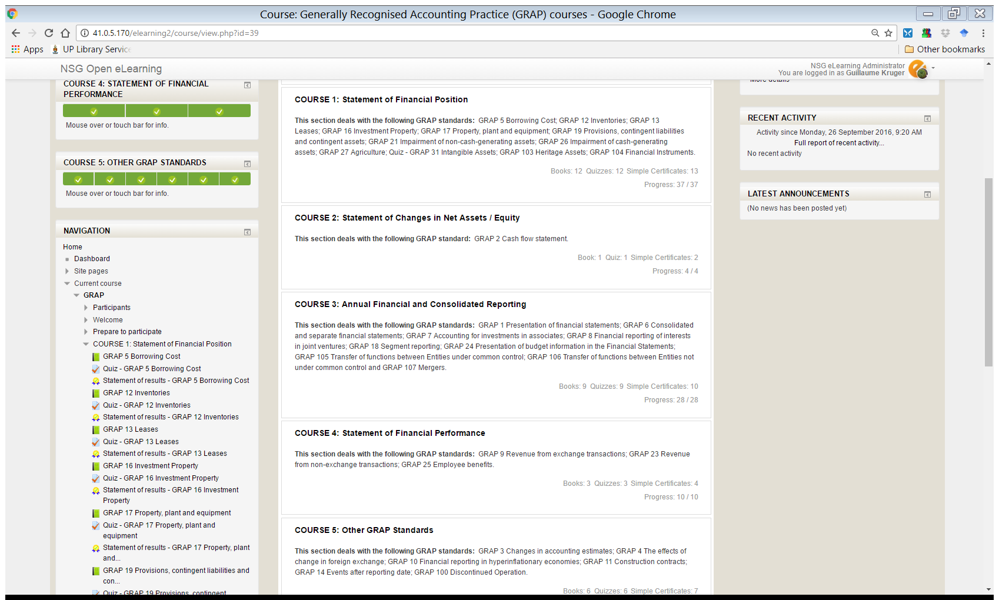 Course: Generally Recognised Accounting Practice (GRAP) courses - Google Chrome
41.0.5.170/elearning2/course/view.php?id=39
Apps
UP Library Service
Other bookmarks
NSG Open eLearning
NSG eLearning Administrator
You are logged in as Guillaume Kruger
COURSE 4: STATEMENT OF FINANCIAL
PERFORMANCE
Mouse over or touch bar for info.
COURSE 5: OTHER GRAP STANDARDS
Mouse over or touch bar for info.
NAVIGATION
Home
Dashboard
Site pages
Current course
GRAP
Participants
Welcome
Prepare to participate
COURSE 1: Statement of Financial Position
GRAP 5 Borrowing Cost
Quiz - GRAP 5 Borrowing Cost
Statement of results - GRAP 5 Borrowing Cost
GRAP 12 Inventories
Quiz - GRAP 12 Inventories
Statement of results - GRAP 12 Inventories
GRAP 13 Leases
Quiz - GRAP 13 Leases
Statement of results - GRAP 13 Leases
GRAP 16 Investment Property
Quiz - GRAP 16 Investment Property
Statement of results - GRAP 16 Investment
Property
GRAP 17 Property, plant and equipment
Quiz - GRAP 17 Property, plant and
equipment
Statement of results - GRAP 17 Property, plant
and...
GRAP 19 Provisions, contingent liabilities and
con...
Quiz - GRAP 19 Provisions, contingent
COURSE 1: Statement of Financial Position
This section deals with the following GRAP standards: GRAP 5 Borrowing Cost; GRAP 12 Inventories; GRAP 13
Leases; GRAP 16 Investment Property; GRAP 17 Property, plant and equipment; GRAP 19 Provisions, contingent liabilities
and contingent assets; GRAP 21 Impairment of non-cash-generating assets; GRAP 26 Impairment of cash-generating
assets; GRAP 27 Agriculture; Quiz - GRAP 31 Intangible Assets; GRAP 103 Heritage Assets; GRAP 104 Financial Instruments.
Books: 12 Quizzes: 12 Simple Certificates: 13
Progress: 37 / 37
COURSE 2: Statement of Changes in Net Assets / Equity
This section deals with the following GRAP standard: GRAP 2 Cash flow statement.
Book: 1 Quiz: 1 Simple Certificates: 2
Progress: 4 / 4
COURSE 3: Annual Financial and Consolidated Reporting
This section deals with the following GRAP standards: GRAP 1 Presentation of financial statements; GRAP 6 Consolidated
and separate financial statements; GRAP 7 Accounting for investments in associates; GRAP 8 Financial reporting of interests
in joint ventures; GRAP 18 Segment reporting; GRAP 24 Presentation of budget information in the Financial Statements;
GRAP 105 Transfer of functions between Entities under common control; GRAP 106 Transfer of functions between Entities not
under common control and GRAP 107 Mergers.
Books: 9 Quizzes: 9 Simple Certificates: 10
Progress: 28 / 28
COURSE 4: Statement of Financial Performance
This section deals with the following GRAP standards: GRAP 9 Revenue from exchange transactions; GRAP 23 Revenue
from non-exchange transactions; GRAP 25 Employee benefits.
Books: 3 Quizzes: 3 Simple Certificates: 4
Progress: 10 / 10
COURSE 5: Other GRAP Standards
This section deals with the following GRAP standards: GRAP 3 Changes in accounting estimates; GRAP 4 The effects of
change in foreign exchange; GRAP 10 Financial reporting in hyperinflationary economies; GRAP 11 Construction contracts;
GRAP 14 Events after reporting date; GRAP 100 Discontinued Operation.
Books: 6 Quizzes: 6 Simple Certificates: 7
More details
RECENT ACTIVITY
Activity since Monday, 26 September 2016, 9:20 AM
Full report of recent activity...
No recent activity
LATEST ANNOUNCEMENTS
(No news has been posted yet)